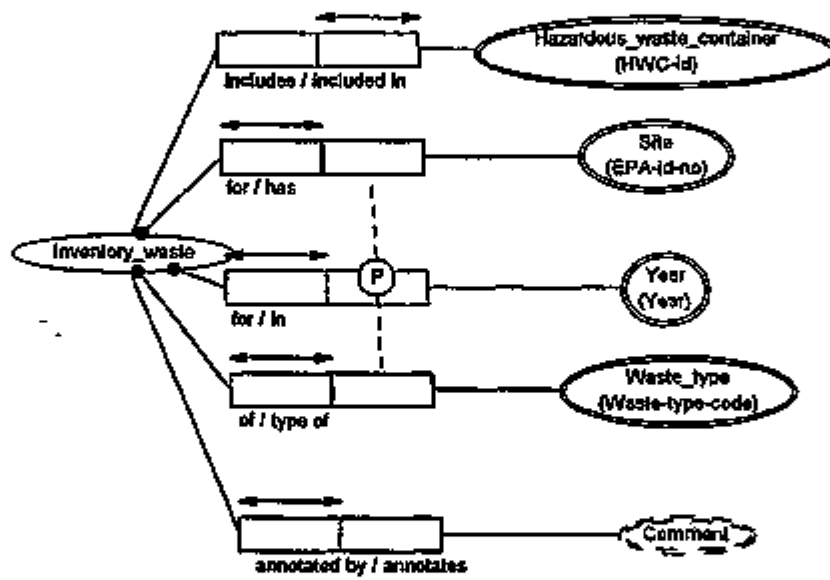 Hazardous_waste_container
(HWC-id)
includes / included in
Site
(EPA-id-no)
for / has
Inventory_waste
P
Year
(Year)
for / in
Waste_type
(Waste-type-code)
of / type of
Comment
annotated by / annotates